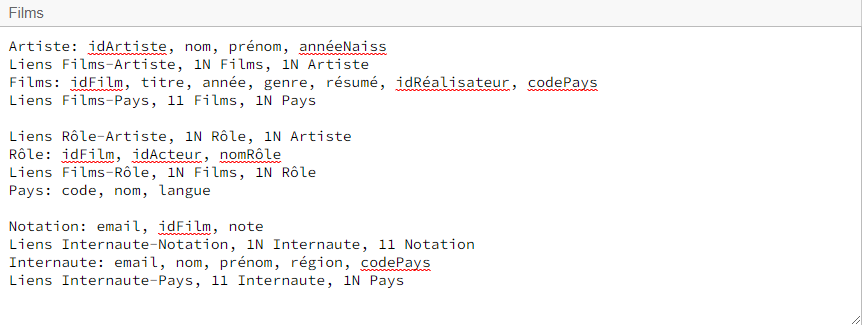 Films
Artiste: idArtiste, nom, prénom, annéeNaiss
Liens Films-Artiste, 1N Films, 1N Artiste
Films: idFilm, titre, année, genre, résumé, idRéalisateur, codePays
Liens Films-Pays, 11 Films, 1N Pays
Liens Rôle-Artiste, 1N Rôle, 1N Artiste
Rôle: idFilm, idActeur, nomRôle
Liens Films-Rôle, 1N Films, 1N Rôle
Pays: code, nom, langue
Notation: email, idFilm, note
Liens Internaute-Notation, 1N Internaute, 11 Notation
Internaute: email, nom, prénom, région, codePays
Liens Internaute-Pays, 11 Internaute, 1N Pays